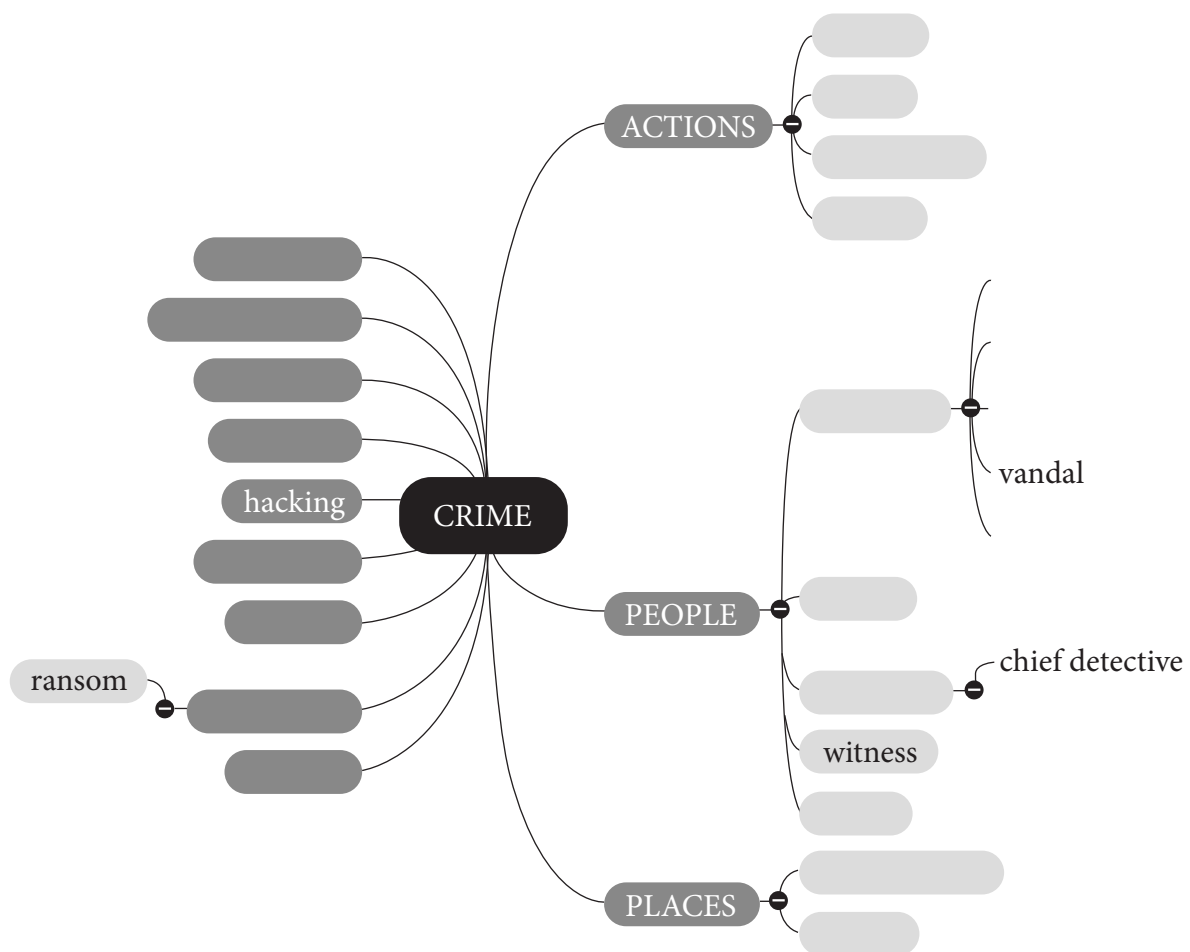 ACTIONS
vandal
hacking
CRIME
PEOPLE
chief detective
ransom
witness
PLACES